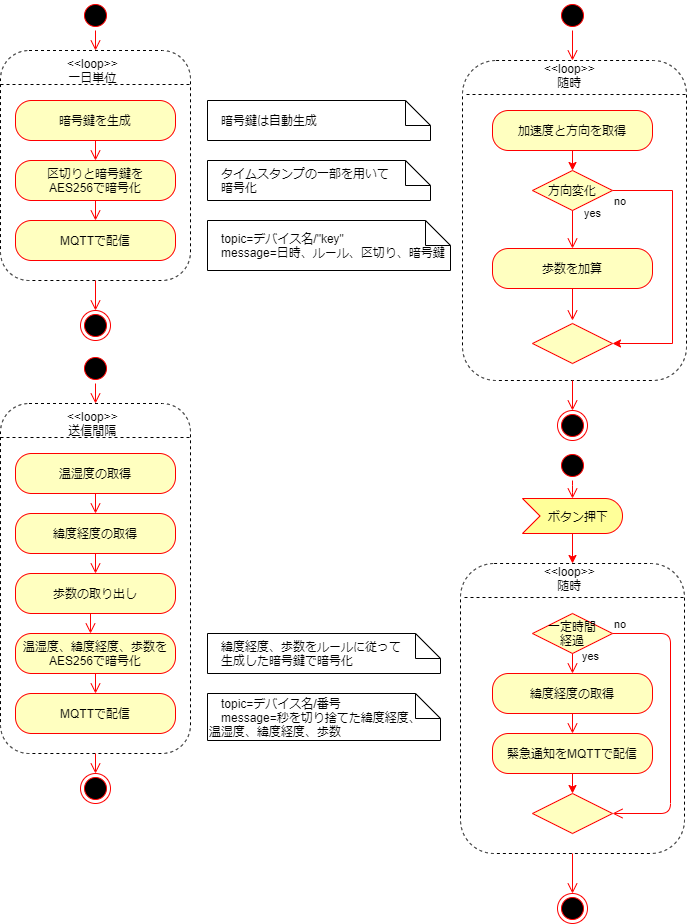 <<loop>>
一日単位
暗号鍵を生成
暗号鍵は自動生成
区切りと暗号鍵を
AES256で暗号化
タイムスタンプの一部を用いて
暗号化
MQTTで配信
topic=デバイス名/"key"
message=日時、ルール、区切り、暗号鍵
<<loop>>
随時
加速度と方向を取得
方向変化
no
yes
歩数を加算
<<loop>>
送信間隔
温湿度の取得
緯度経度の取得
歩数の取り出し
温湿度、緯度経度、歩数を
AES256で暗号化
緯度経度、歩数をルールに従って
生成した暗号鍵で暗号化
MQTTで配信
topic=デバイス名/番号
message=秒を切り捨てた緯度経度、
温湿度、緯度経度、歩数
ボタン押下
<<loop>>
随時
一定時間
経過
no
yes
緯度経度の取得
緊急通知をMQTTで配信